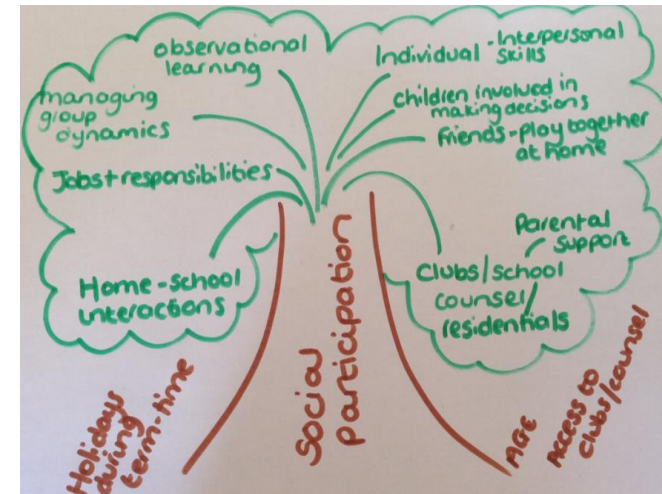 observational
learning
Individual - Interpersonal
skills
managing
group
dynamics
children involved in
making decisions
friends - play together
at home
Jobs + responsibilities
Parental
support
Home - school
interactions
Clubs/school
counsel/
residentials
Social
participation
Holidays
during
term-time
AGE
Access to
clubs/counsel